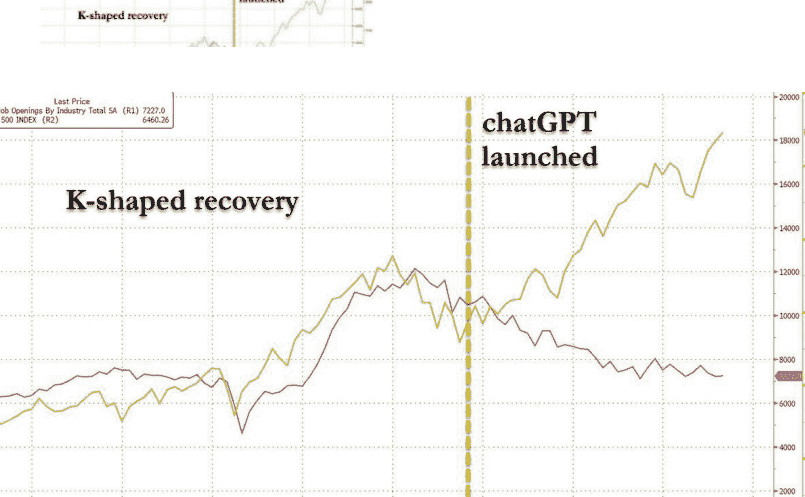 K-shaped recovery
launched
Last Price
ob Openings By Industry Total SA (R1) 7227.0
500 INDEX (R2) 6460.26
chatGPT
launched
K-shaped recovery
20000
18000
16000
14000
12000
10000
8000
6000
4000
2000